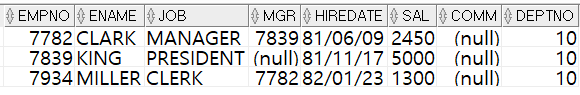 EMPNO ENAME JOB MGR HIREDATE SAL COMM DEPTNO
7782 CLARK MANAGER 7839 81/06/09 2450 (null) 10
7839 KING PRESIDENT (null) 81/11/17 5000 (null) 10
7934 MILLER CLERK 7782 82/01/23 1300 (null) 10